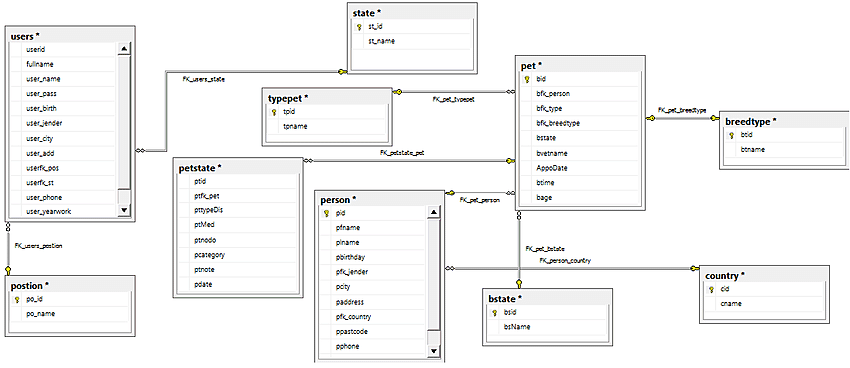 users *
userid
fullname
user_name
user_pass
user_birth
user_jender
user_city
user_add
userfk_pos
userfk_st
user_phone
user_yearwork
FK_users_postion
postion *
po_id
po_name
FK_users_state
state *
st_id
st_name
typepet *
tpid
tpname
FK_pet_typepet
petstate *
ptid
ptfk_pet
pttypeDis
ptMed
ptnodo
pcategory
ptnote
pdate
FK_petstate_pet
person *
pid
pfname
plname
pbirthday
pfk_jender
pcity
paddress
pfk_country
ppastcode
pphone
FK_pet_person
pet *
bid
bfk_person
bfk_type
bfk_breedtype
bstate
bvetname
AppoDate
btime
bage
FK_pet_breedtype
breedtype *
btid
btname
FK_pet_bstate
FK_person_country
bstate *
bsid
bsName
country *
cid
cname